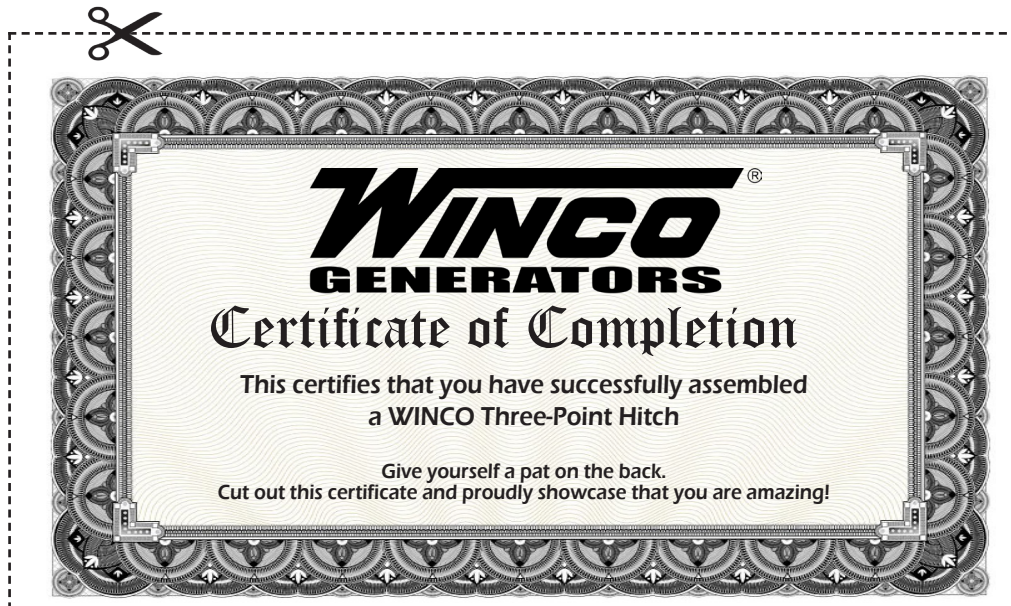 WINCO®
GENERATORS
Certificate of Completion
This certifies that you have successfully assembled
a WINCO Three-Point Hitch
Give yourself a pat on the back.
Cut out this certificate and proudly showcase that you are amazing!